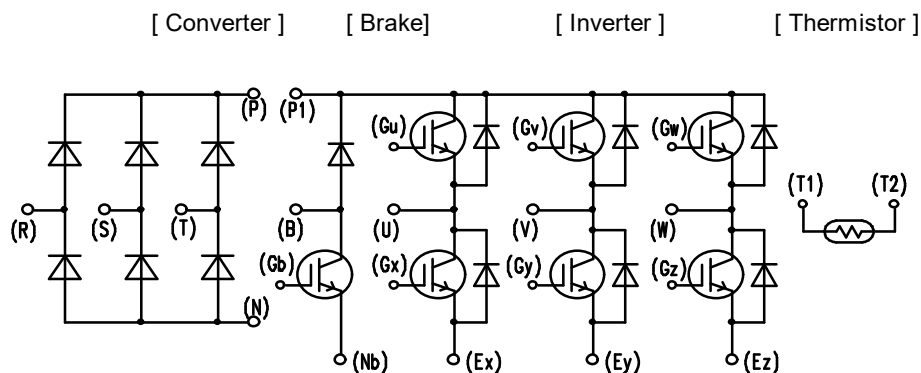 [ Converter ] [ Brake] [ Inverter ] [ Thermistor ]
(P) (P1)
(Gu) (Gv) (Gw)
(T1) (T2)
(R) (S) (T) (B) (U) (V) (W)
(Gb) (Gx) (Gy) (Gz)
(N)
(Nb) (Ex) (Ey) (Ez)